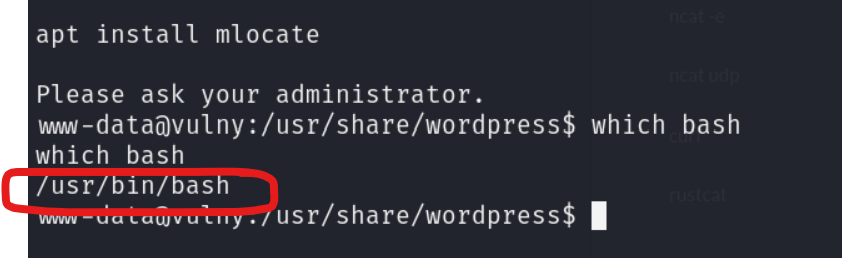 ncat -e
apt install mlocate
ncat udp
Please ask your administrator.
www-data@vulny:/usr/share/wordpress$ which bash
curl
which bash
/usr/bin/bash
rustcat
www-data@vulny:/usr/share/wordpress$